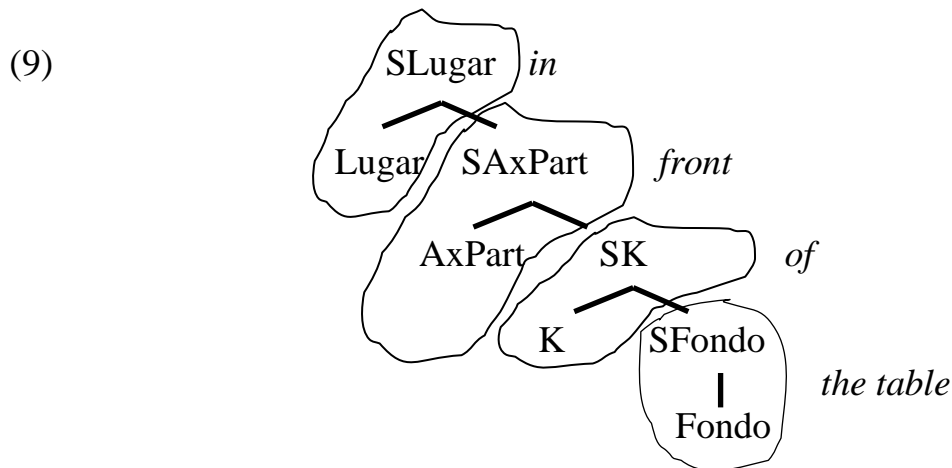 (9)
SLugar in
Lugar SAxPart front
AxPart SK of
K SFondo
the table
Fondo